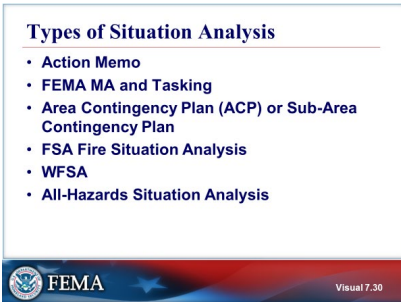 Types of Situation Analysis
• Action Memo
• FEMA MA and Tasking
• Area Contingency Plan (ACP) or Sub-Area
Contingency Plan
• FSA Fire Situation Analysis
• WFSA
• All-Hazards Situation Analysis
FEMA
Visual 7.30